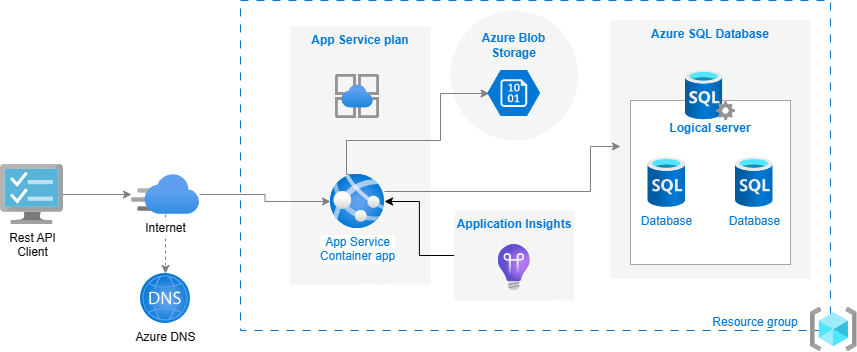 App Service plan
Azure Blob
Storage
10
01
Azure SQL Database
SQL
Logical server
SQL
SQL
Database
Database
Rest API
Client
Internet
App Service
Container app
Application Insights
DNS
Azure DNS
Resource group